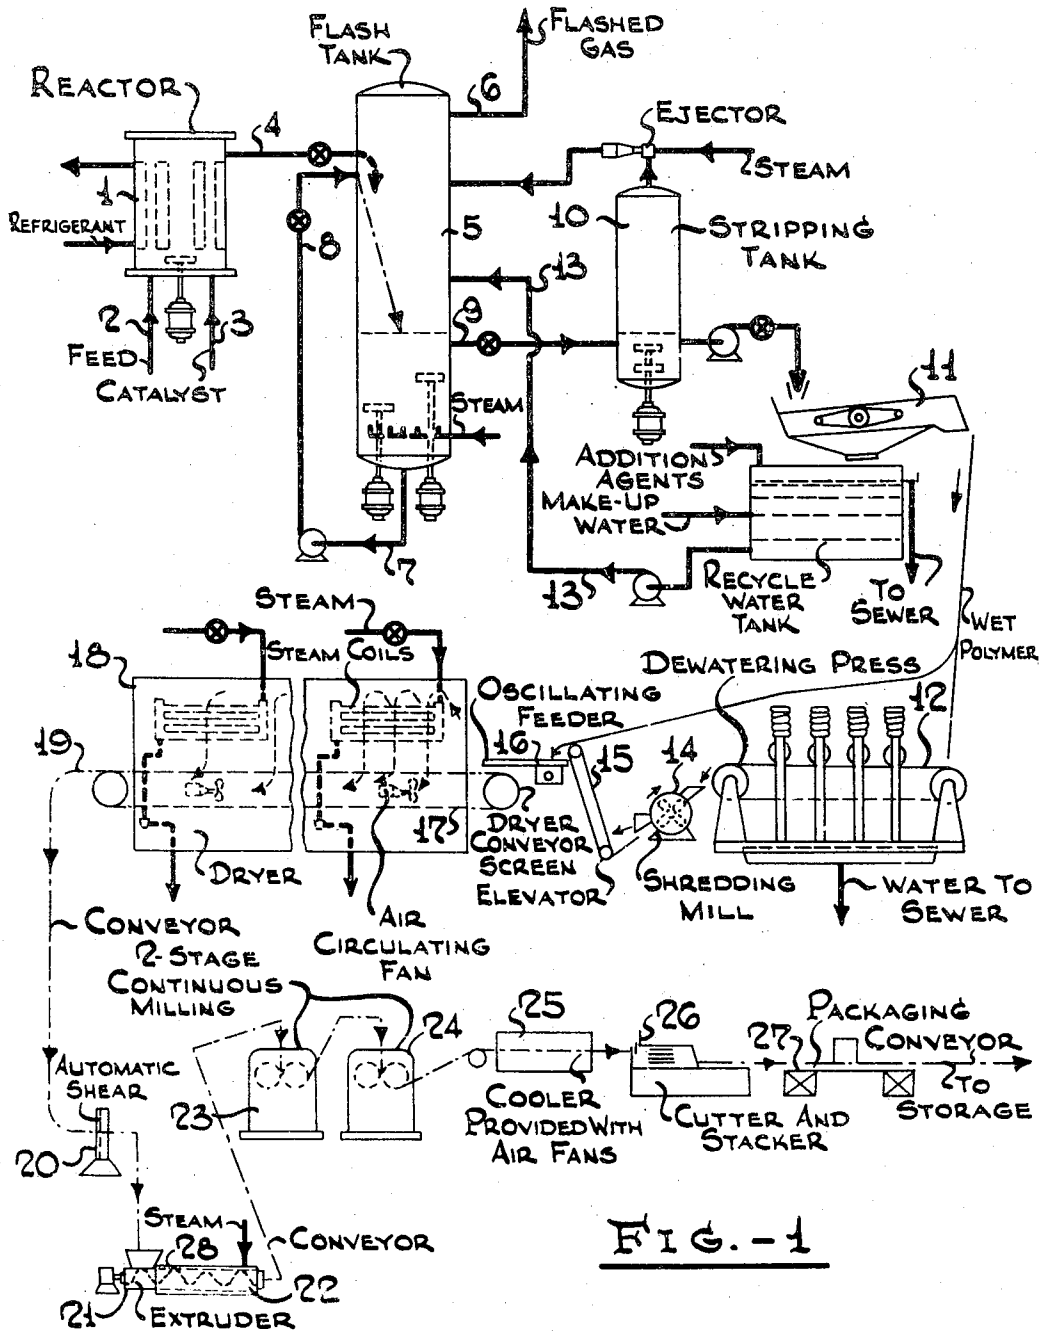 FLASH
TANK
FLASHED
GAS
REACTOR
4
6
EJECTOR
STEAM
1
REFRIGERANT
8
5
10
STRIPPING
TANK
13
9
2
3
FEED
CATALYST
STEAM
11
ADDITION
AGENTS
MAKE-UP
WATER
7
13
RECYCLE
WATER
TANK
TO
SEWER
WET
POLYMER
STEAM
STEAM COILS
18
DEWATERING PRESS
OSCILLATING
FEEDER
12
19
16
15
14
17
DRYER
CONVEYOR
SCREEN
ELEVATOR
DRYER
SHREDDING
MILL
WATER TO
SEWER
CONVEYOR
AIR
CIRCULATING
FAN
2-STAGE
CONTINUOUS
MILLING
25
24
26
PACKAGING
CONVEYOR
27
AUTOMATIC
SHEAR
23
COOLER
PROVIDED WITH
AIR FANS
CUTTER AND
STACKER
TO
STORAGE
20
STEAM
CONVEYOR
28
21
22
EXTRUDER
FIG.-1